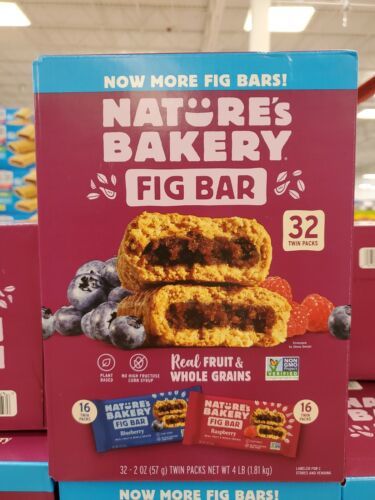 NOW MORE FIG BARS!
NATURE'S
BAKERY®
FIG BAR
32
TWIN PACKS
PLANT
BASED
NO HIGH FRUCTOSE
CORN SYRUP
Real FRUIT &
WHOLE GRAINS
NON
GMO
Project
VERIFIED
16
TWIN
PACKS
NATURE'S
BAKERY
FIG BAR
Blueberry
NATURE'S
BAKERY
FIG BAR
Raspberry
16
TWIN
PACKS
32 - 2 OZ (57 g) TWIN PACKS NET WT 4 LB (1.81 kg)
NOW MORE FIG BARS!